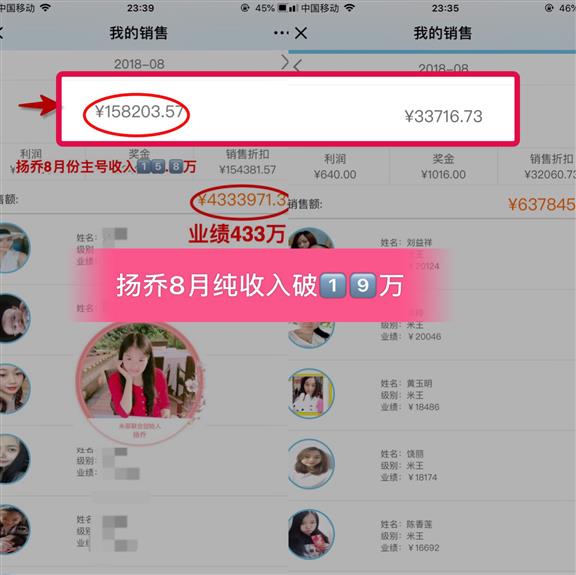 中国移动
23:39
45%
我的销售
2018-08
¥158203.57
利润
奖金
销售折扣
¥154381.57
扬乔8月份主号收入1️⃣5️⃣.8️⃣万
售额:
¥4333971.3
业绩433万
扬乔8月纯收入破1️⃣9️⃣万
姓名:
级别:
业绩:
姓名:
米蓓联合创始人
扬乔
姓名:
级别:
业绩:
姓名:
级别:
业绩:
中国移动
23:35
46%
我的销售
2018-08
¥33716.73
利润
¥640.00
奖金
¥1016.00
销售折扣
¥32060.73
销售额:
¥637845
姓名: 刘益祥
¥20124
级别: 米王
业绩: ¥20046
姓名: 黄玉明
级别: 米王
业绩: ¥18486
姓名: 饶丽
级别: 米王
业绩: ¥18174
姓名: 陈香莲
级别: 米王
业绩: ¥16692